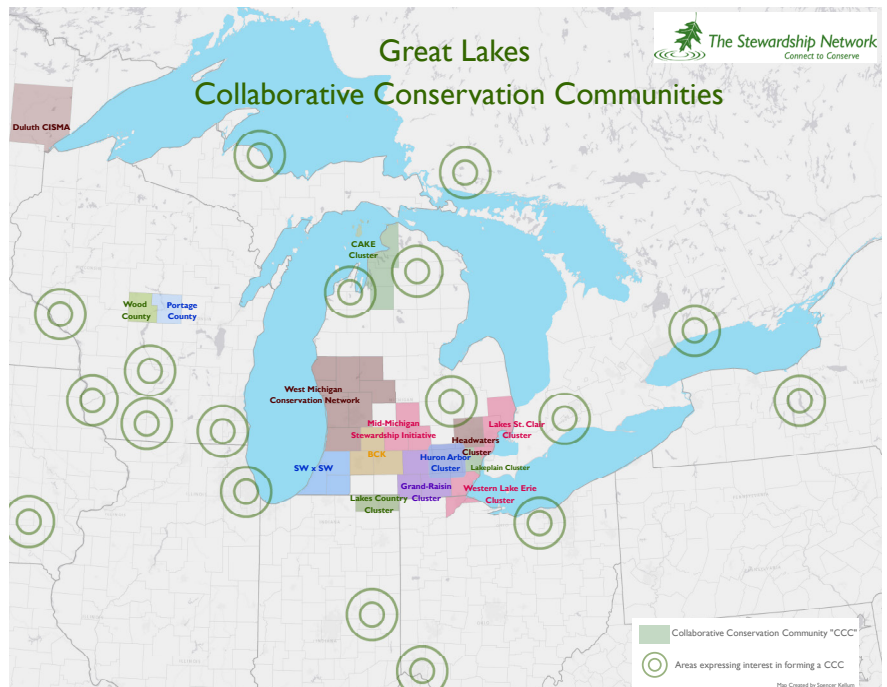 Great Lakes
Collaborative Conservation Communities
The Stewardship Network
Connect to Conserve
Duluth CISMA
CAKE
Cluster
Wood
County
Portage
County
West Michigan
Conservation Network
Mid-Michigan
Stewardship Initiative
Lakes St. Clair
Cluster
Headwaters
Cluster
BCK
Huron Arbor
Cluster
Lakeplain Cluster
SW x SW
Grand-Raisin
Cluster
Western Lake Erie
Cluster
Lakes Country
Cluster
Collaborative Conservation Community "CCC"
Areas expressing interest in forming a CCC
Map Created by Spencer Kellum